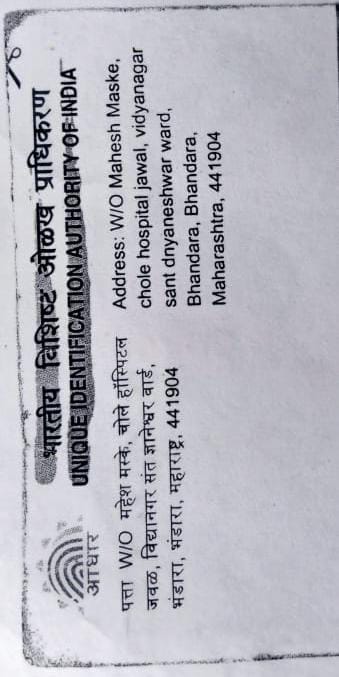 भारतीय विशिष्ट ओळख प्राधिकरण
UNIQUE IDENTIFICATION AUTHORITY OF INDIA
आधार
पत्ता W/O महेश मस्के, चोले हॉस्पिटल
जवळ, विद्यानगर संत ज्ञानेश्वर वार्ड,
भंडारा, भंडारा, महाराष्ट्र, 441904
Address: W/O Mahesh Maske,
chole hospital jawal, vidyanagar
sant dnyaneshwar ward,
Bhandara, Bhandara,
Maharashtra, 441904